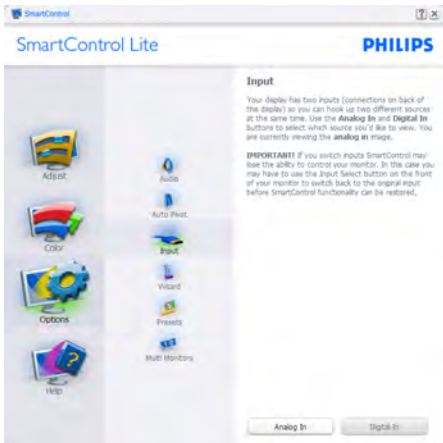 SmartControl
SmartControl Lite
PHILIPS
Adjust
Color
Options
Help
Audio
Auto Pivot
Input
Wizard
Presets
Multi Monitors
Input
Your display has two inputs (connections on back of
the display) so you can hook up two different sources
at the same time. Use the Analog In and Digital In
buttons to select which source you'd like to view. You
are currently viewing the analog in image.
IMPORTANT! If you switch inputs SmartControl may
lose the ability to control your monitor. In this case you
may have to use the Input Select button on the front
of your monitor to switch back to the original input
before SmartControl functionality can be restored.
Analog In
Digital In